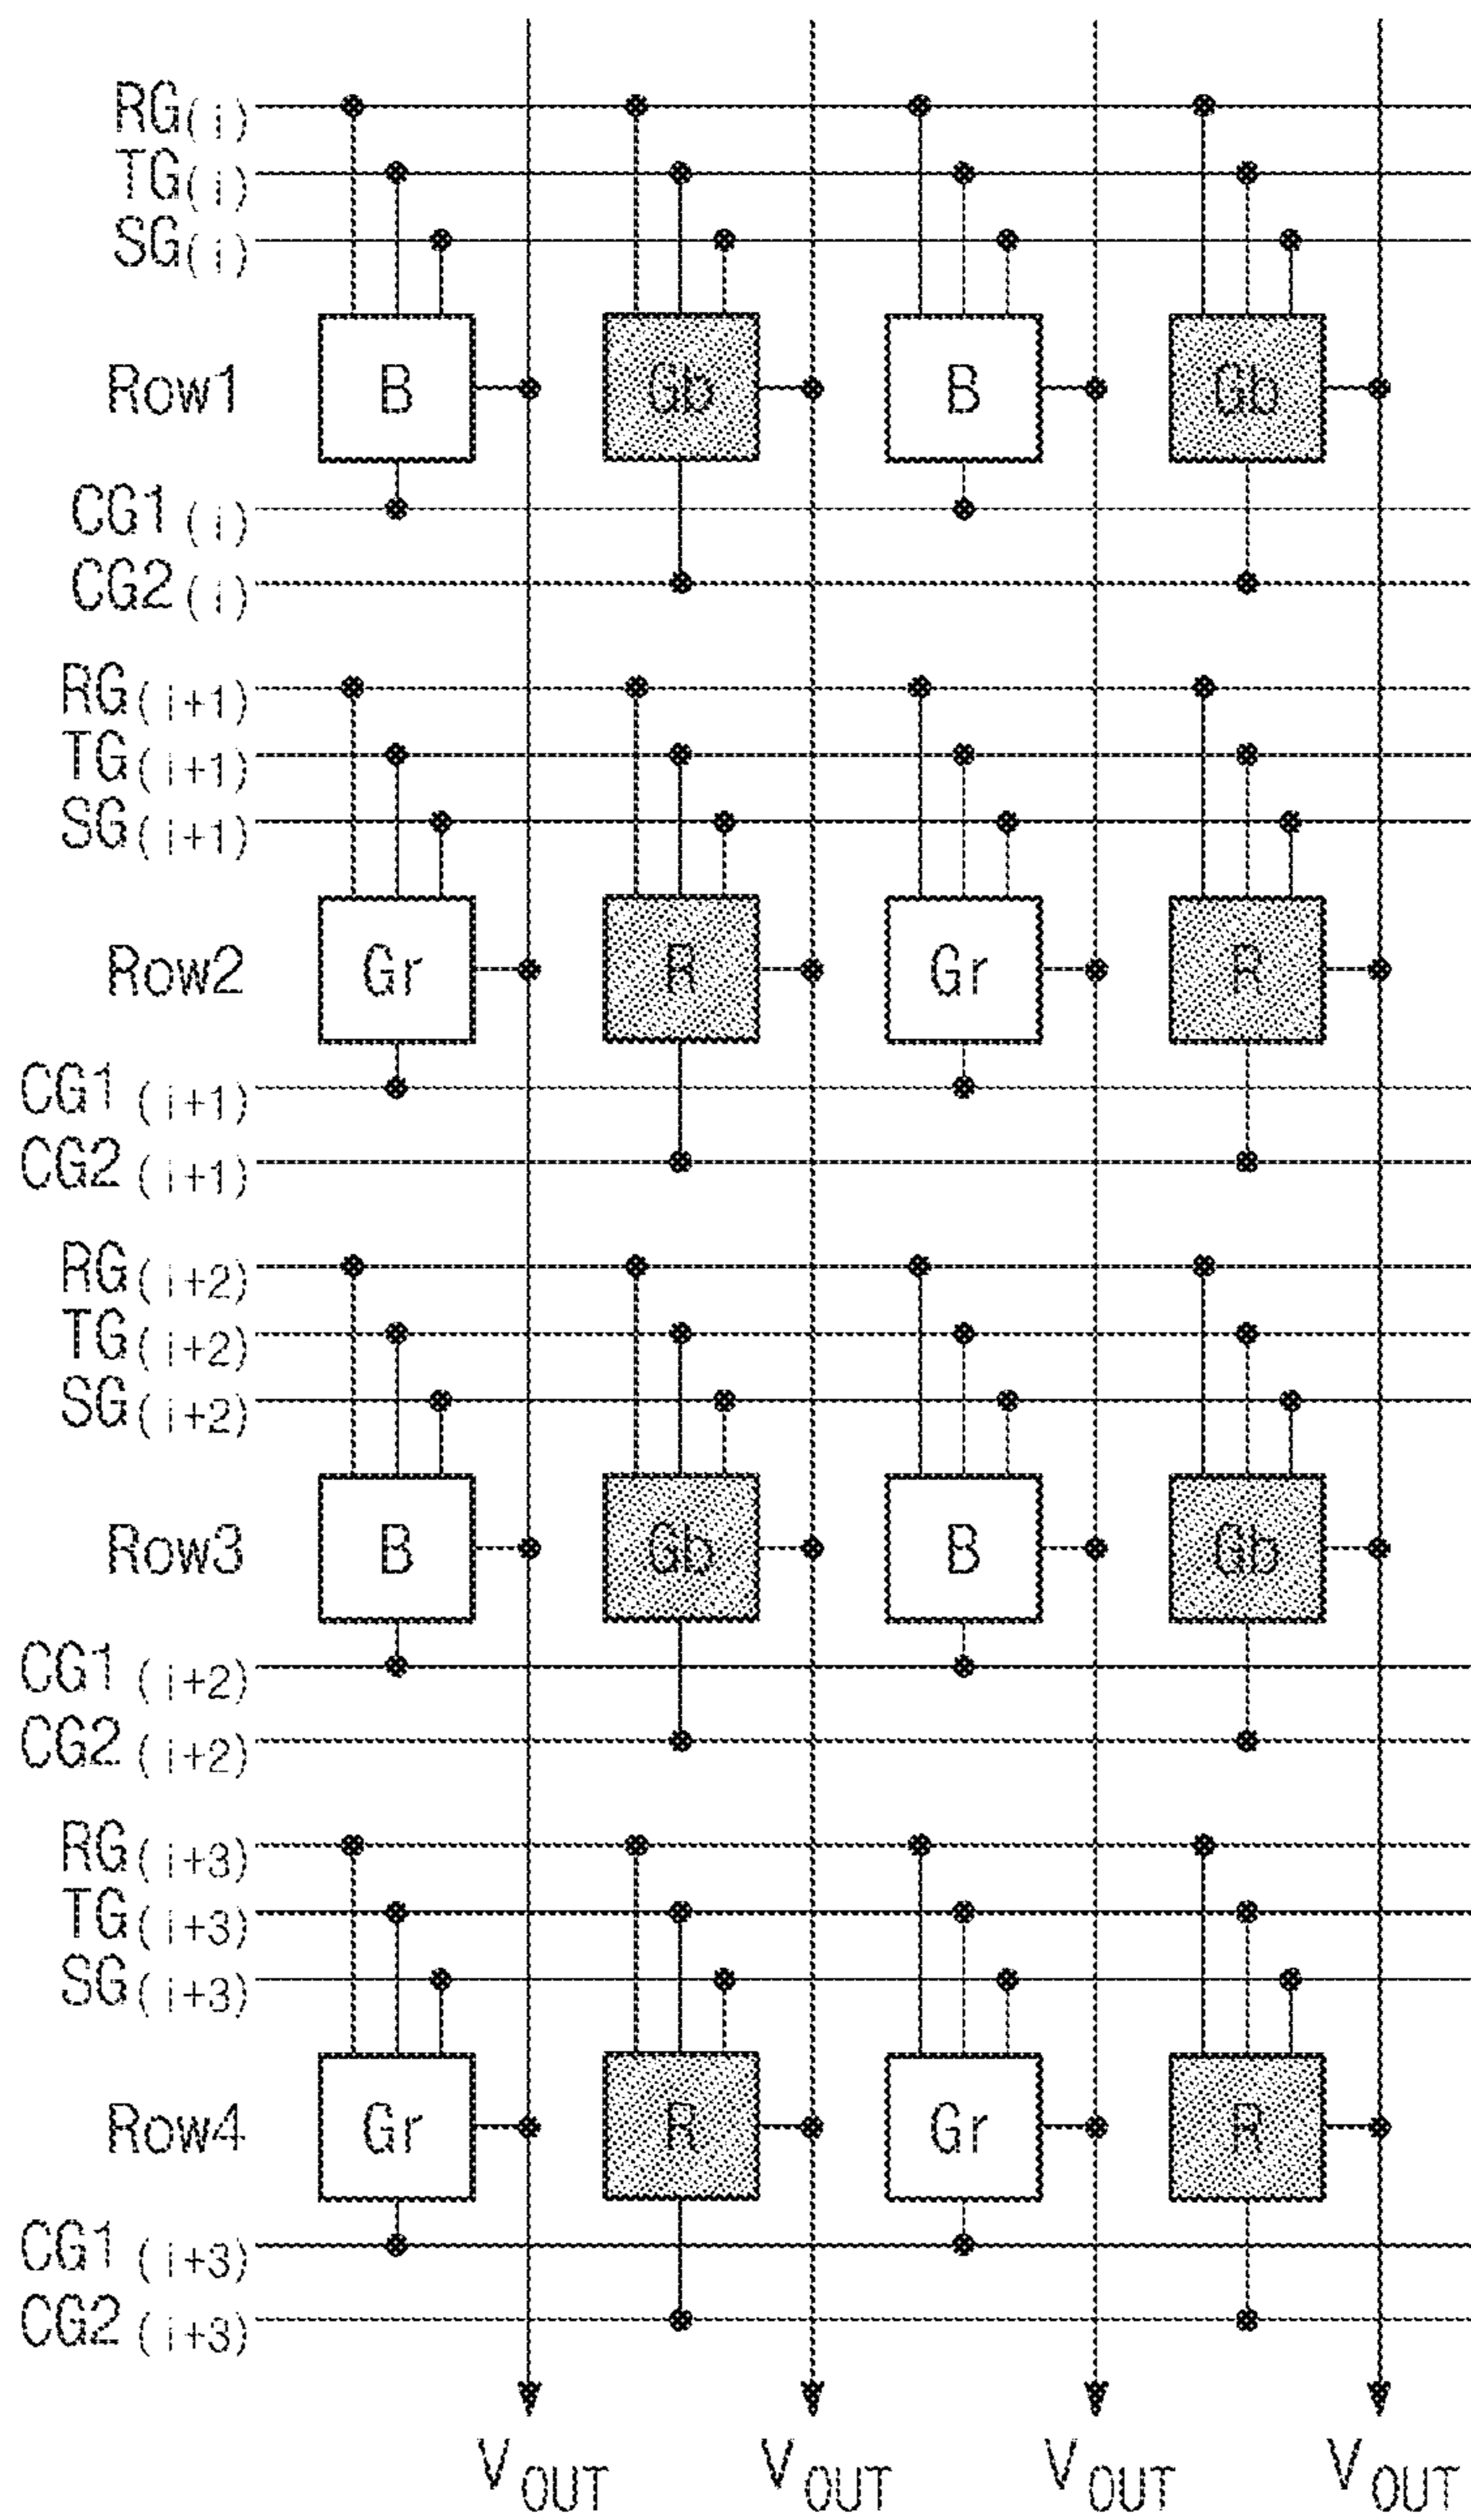 RG(i)
TG(i)
SG(i)
Row1 B Gb B Gb
CG1(i)
CG2(i)
RG(i+1)
TG(i+1)
SG(i+1)
Row2 Gr R Gr R
CG1(i+1)
CG2(i+1)
RG(i+2)
TG(i+2)
SG(i+2)
Row3 B Gb B Gb
CG1(i+2)
CG2(i+2)
RG(i+3)
TG(i+3)
SG(i+3)
Row4 Gr R Gr R
CG1(i+3)
CG2(i+3)
VOUT VOUT VOUT VOUT